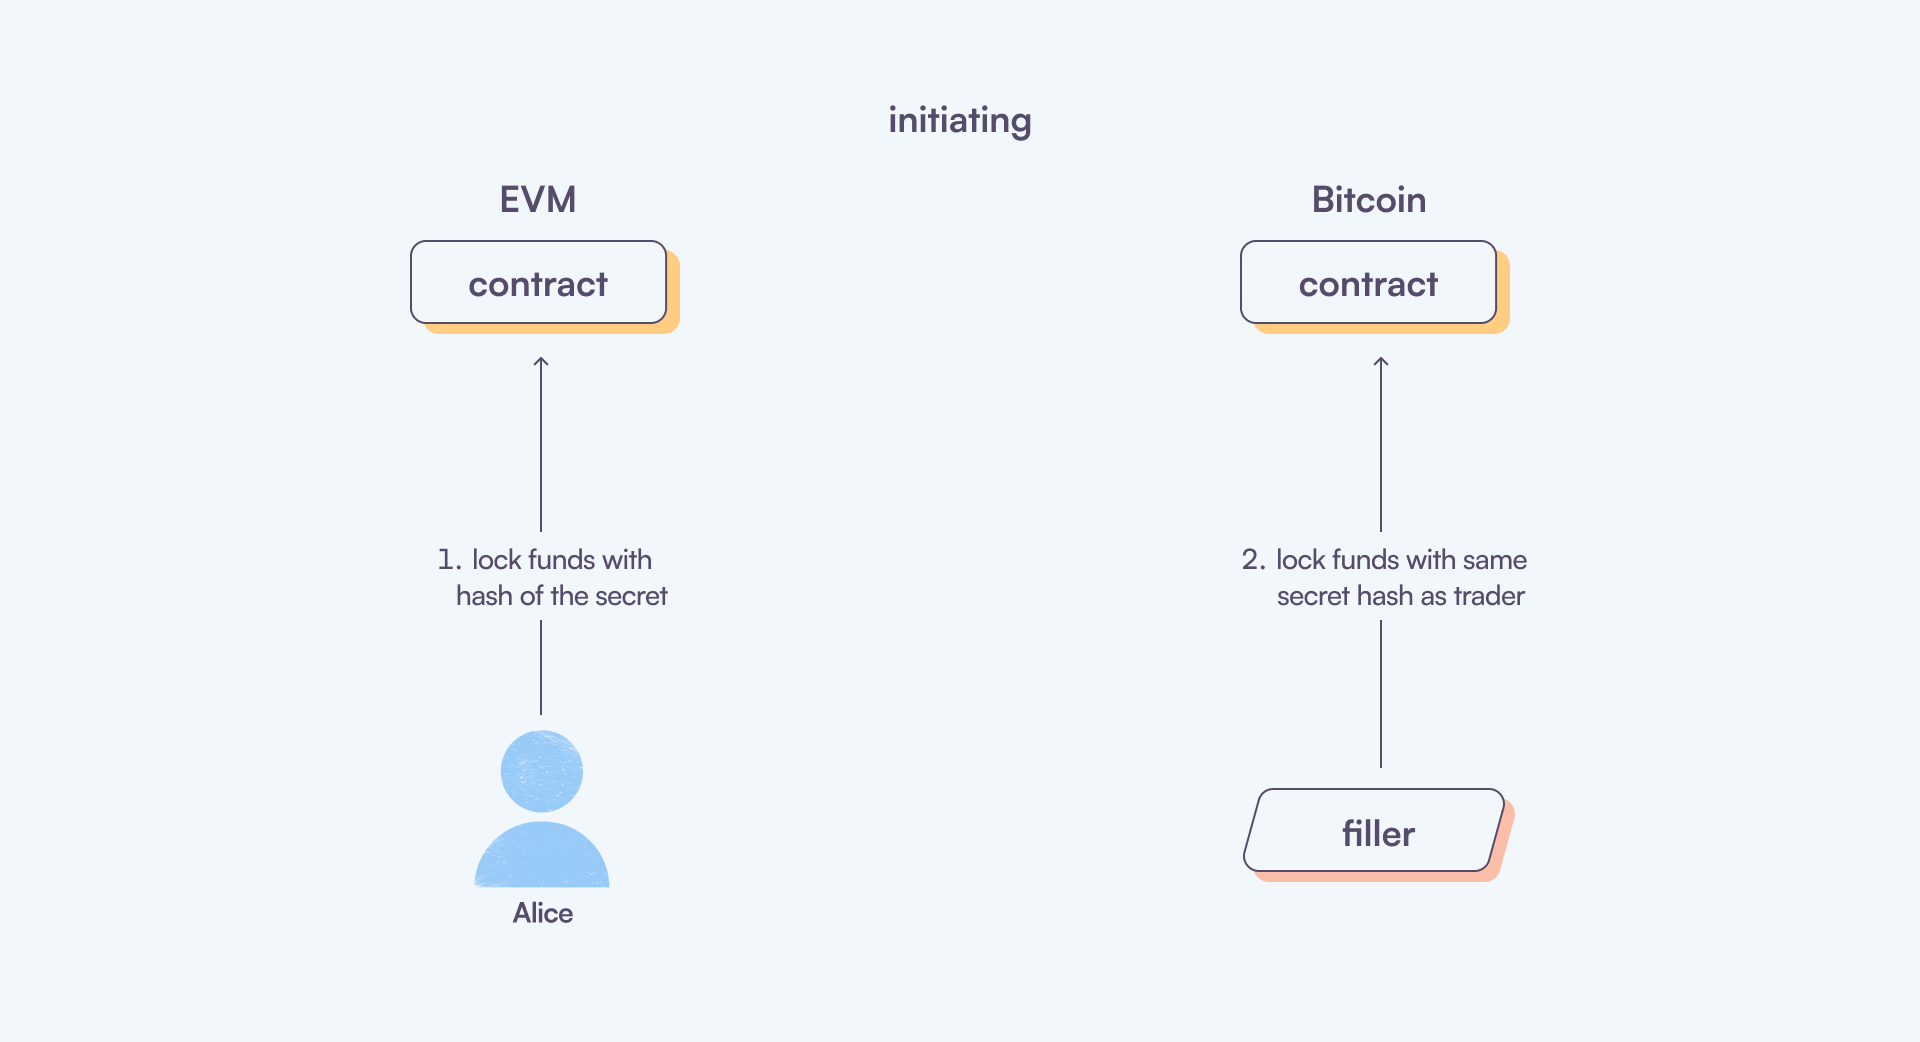 initiating
EVM
contract
1. lock funds with
hash of the secret
Alice
Bitcoin
contract
2. lock funds with same
secret hash as trader
filler